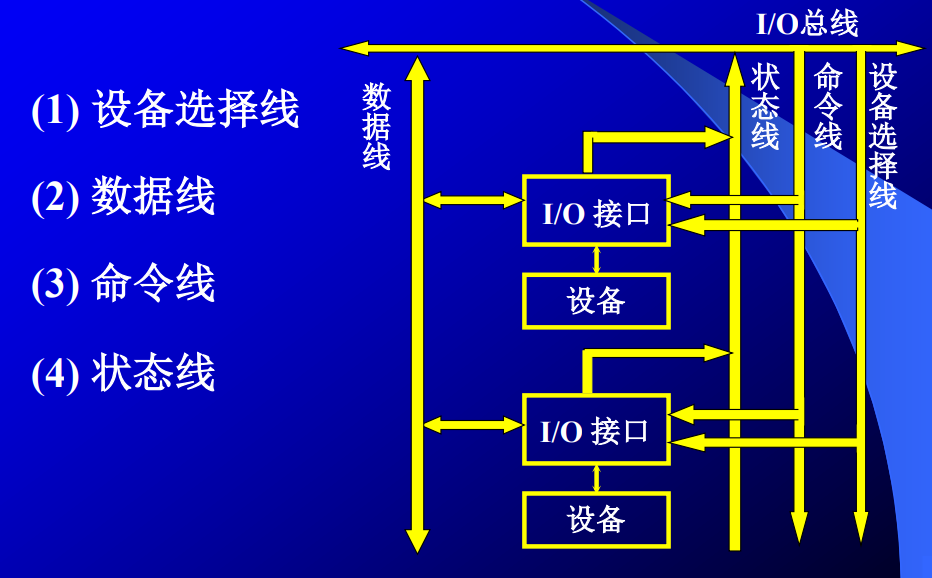 I/O总线
(1) 设备选择线
(2) 数据线
(3) 命令线
(4) 状态线
数据线
状态线
命令线
设备选择线
I/O 接口
设备
I/O 接口
设备